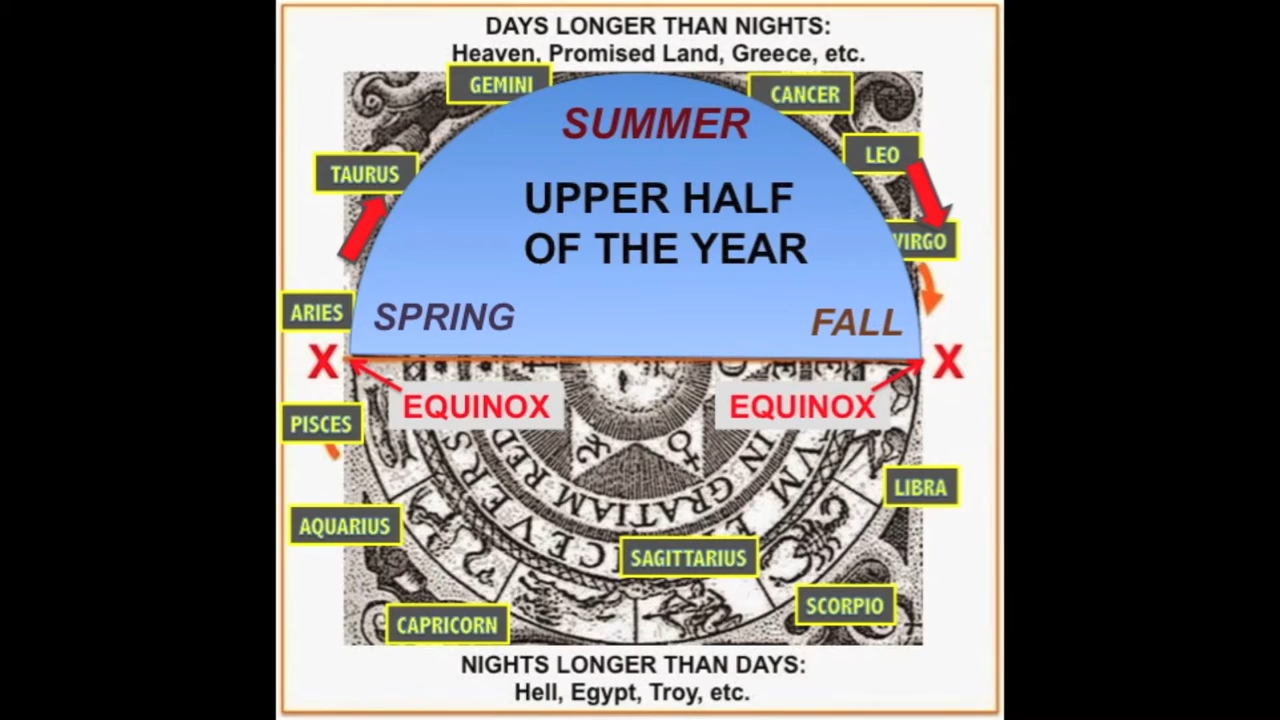 DAYS LONGER THAN NIGHTS:
Heaven, Promised Land, Greece, etc.
GEMINI
CANCER
SUMMER
LEO
TAURUS
UPPER HALF
OF THE YEAR
VIRGO
ARIES
SPRING
FALL
X
X
EQUINOX
EQUINOX
PISCES
LIBRA
IN GRATIAM
AQUARIUS
SAGITTARIUS
SCORPIO
CAPRICORN
NIGHTS LONGER THAN DAYS:
Hell, Egypt, Troy, etc.